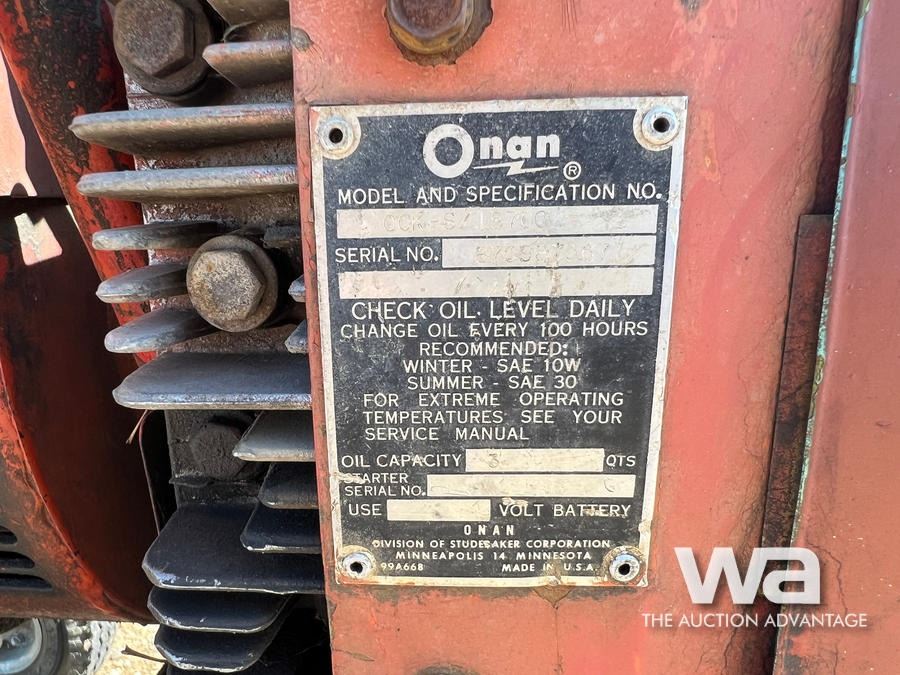 Onan ®
MODEL AND SPECIFICATION NO.
SERIAL NO.
CHECK OIL LEVEL DAILY
CHANGE OIL EVERY 100 HOURS
RECOMMENDED:
WINTER - SAE 10W
SUMMER - SAE 30
FOR EXTREME OPERATING
TEMPERATURES SEE YOUR
SERVICE MANUAL
OIL CAPACITY 3 QTS
STARTER
SERIAL NO.
USE VOLT BATTERY
ONAN
DIVISION OF STUDEBAKER CORPORATION
MINNEAPOLIS 14 MINNESOTA
99A668 MADE IN U.S.A.
wa
THE AUCTION ADVANTAGE